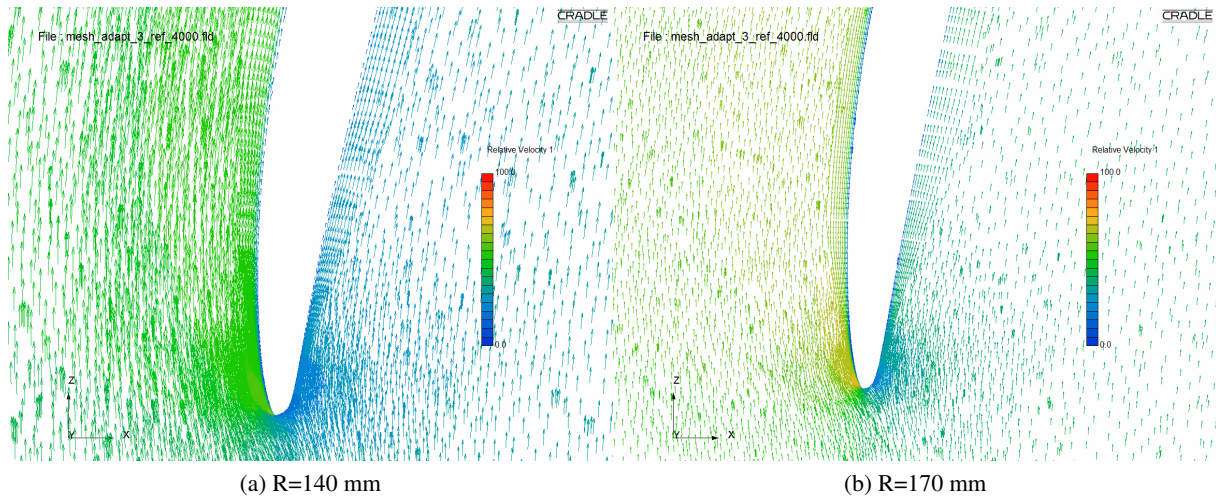 CRADLE
File : mesh_adapt_3_ref_4000.fld
Relative Velocity 1
100.0
0.0
Z
Y X
(a) R=140 mm
CRADLE
File : mesh_adapt_3_ref_4000.fld
Relative Velocity 1
100.0
0.0
Z
Y X
(b) R=170 mm